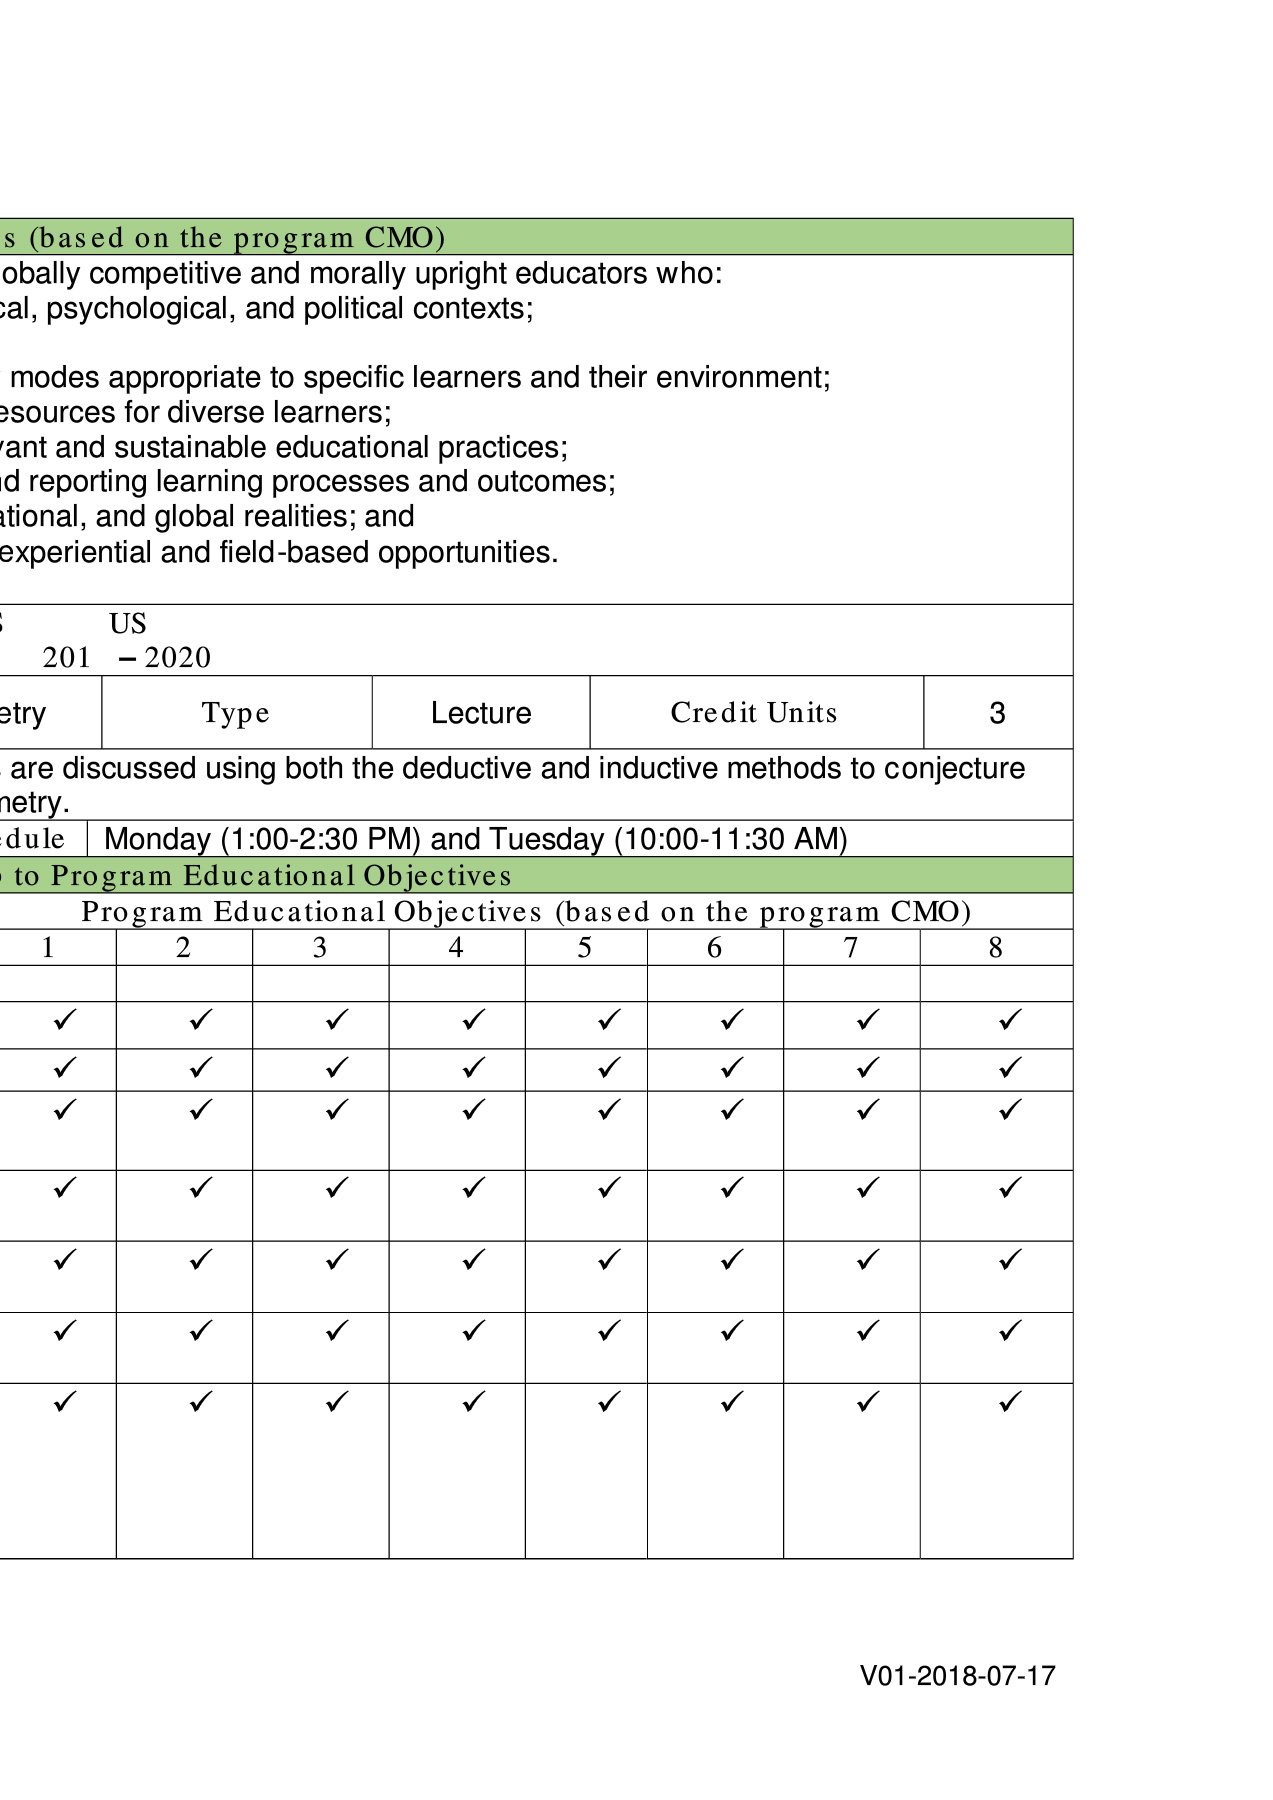 s (based on the program CMO)
obally competitive and morally upright educators who:
cal, psychological, and political contexts;
modes appropriate to specific learners and their environment;
esources for diverse learners;
vant and sustainable educational practices;
nd reporting learning processes and outcomes;
ational, and global realities; and
experiential and field-based opportunities.
S US
201 – 2020
etry Type Lecture Credit Units 3
are discussed using both the deductive and inductive methods to conjecture
metry.
edule Monday (1:00-2:30 PM) and Tuesday (10:00-11:30 AM)
to Program Educational Objectives
Program Educational Objectives (based on the program CMO)
1 2 3 4 5 6 7 8
✓ ✓ ✓ ✓ ✓ ✓ ✓ ✓
✓ ✓ ✓ ✓ ✓ ✓ ✓ ✓
✓ ✓ ✓ ✓ ✓ ✓ ✓ ✓
✓ ✓ ✓ ✓ ✓ ✓ ✓ ✓
✓ ✓ ✓ ✓ ✓ ✓ ✓ ✓
✓ ✓ ✓ ✓ ✓ ✓ ✓ ✓
✓ ✓ ✓ ✓ ✓ ✓ ✓ ✓
V01-2018-07-17